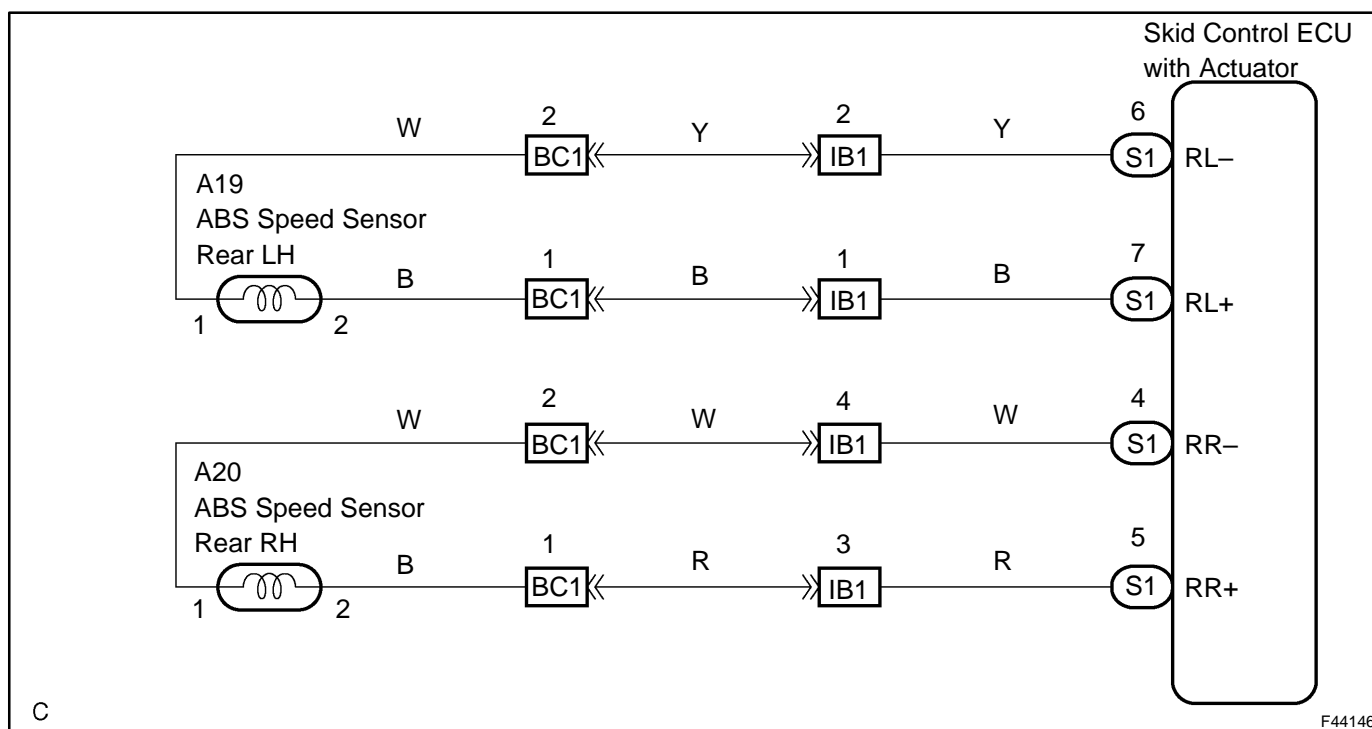 Skid Control ECU
with Actuator
W
2
BC1
Y
2
IB1
Y
6
S1
RL–
A19
ABS Speed Sensor
Rear LH
1
2
B
1
BC1
B
1
IB1
B
7
S1
RL+
W
2
BC1
W
4
IB1
W
4
S1
RR–
A20
ABS Speed Sensor
Rear RH
1
2
B
1
BC1
R
3
IB1
R
5
S1
RR+
C
F44146